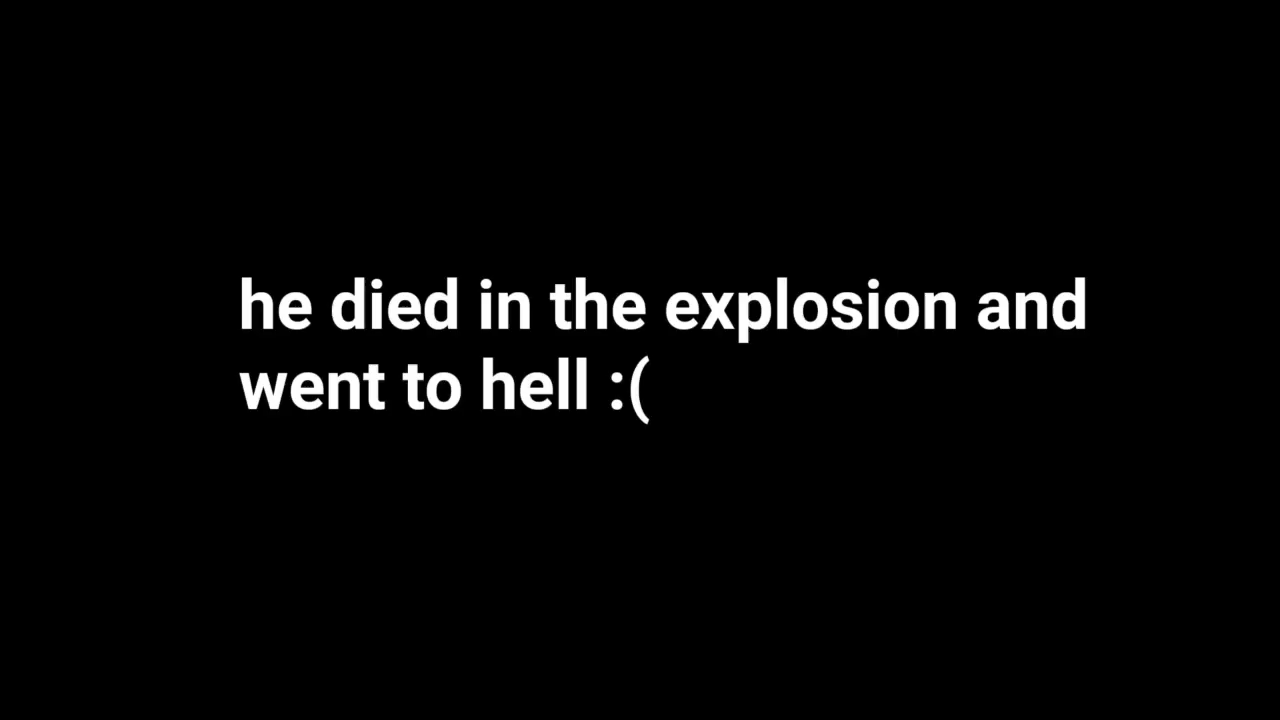 he died in the explosion and
went to hell :(